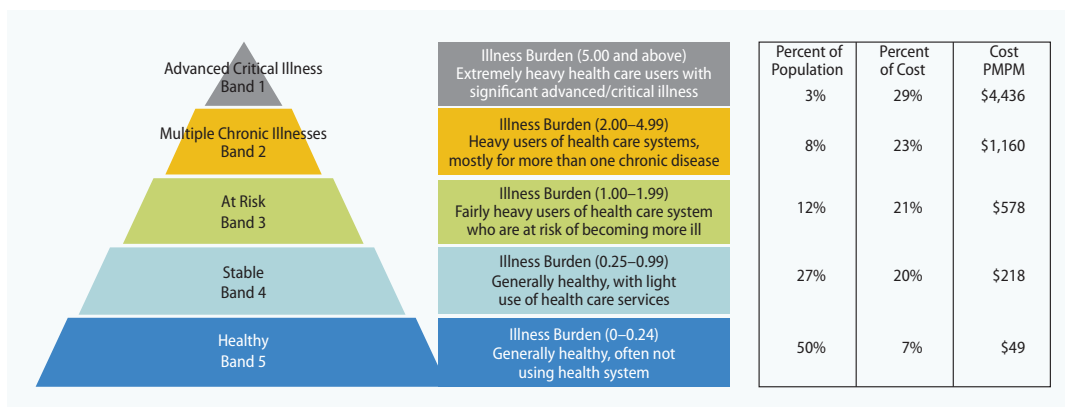 Advanced Critical Illness
Band 1
Illness Burden (5.00 and above)
Extremely heavy health care users with
significant advanced/critical illness
Multiple Chronic Illnesses
Band 2
Illness Burden (2.00–4.99)
Heavy users of health care systems,
mostly for more than one chronic disease
At Risk
Band 3
Illness Burden (1.00–1.99)
Fairly heavy users of health care system
who are at risk of becoming more ill
Stable
Band 4
Illness Burden (0.25–0.99)
Generally healthy, with light
use of health care services
Healthy
Band 5
Illness Burden (0–0.24)
Generally healthy, often not
using health system
Percent of Population | Percent of Cost | Cost PMPM
3% | 29% | $4,436
8% | 23% | $1,160
12% | 21% | $578
27% | 20% | $218
50% | 7% | $49